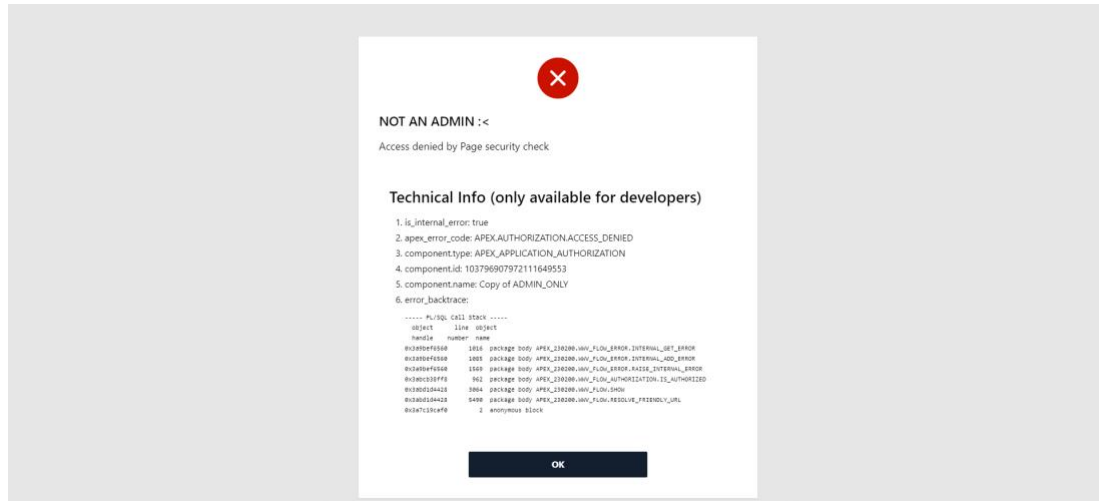 NOT AN ADMIN :<
Access denied by Page security check
Technical Info (only available for developers)
1. is_internal_error: true
2. apex_error_code: APEX.AUTHORIZATION.ACCESS_DENIED
3. component.type: APEX_APPLICATION_AUTHORIZATION
4. component.id: 103796907972111649553
5. component.name: Copy of ADMIN_ONLY
6. error_backtrace:
----- PL/SQL Call Stack -----
object line object
handle number name
1016 package body APEX_230200.WWV_FLOW_ERROR.INTERNAL_GET_ERROR
1085 package body APEX_230200.WWV_FLOW_ERROR.INTERNAL_ADD_ERROR
1569 package body APEX_230200.WWV_FLOW_ERROR.RAISE_INTERNAL_ERROR
962 package body APEX_230200.WWV_FLOW_AUTHORIZATION.IS_AUTHORIZED
3064 package body APEX_230200.WWV_FLOW.SHOW
5490 package body APEX_230200.WWV_FLOW.RESOLVE_FRIENDLY_URL
2 anonymous block
OK